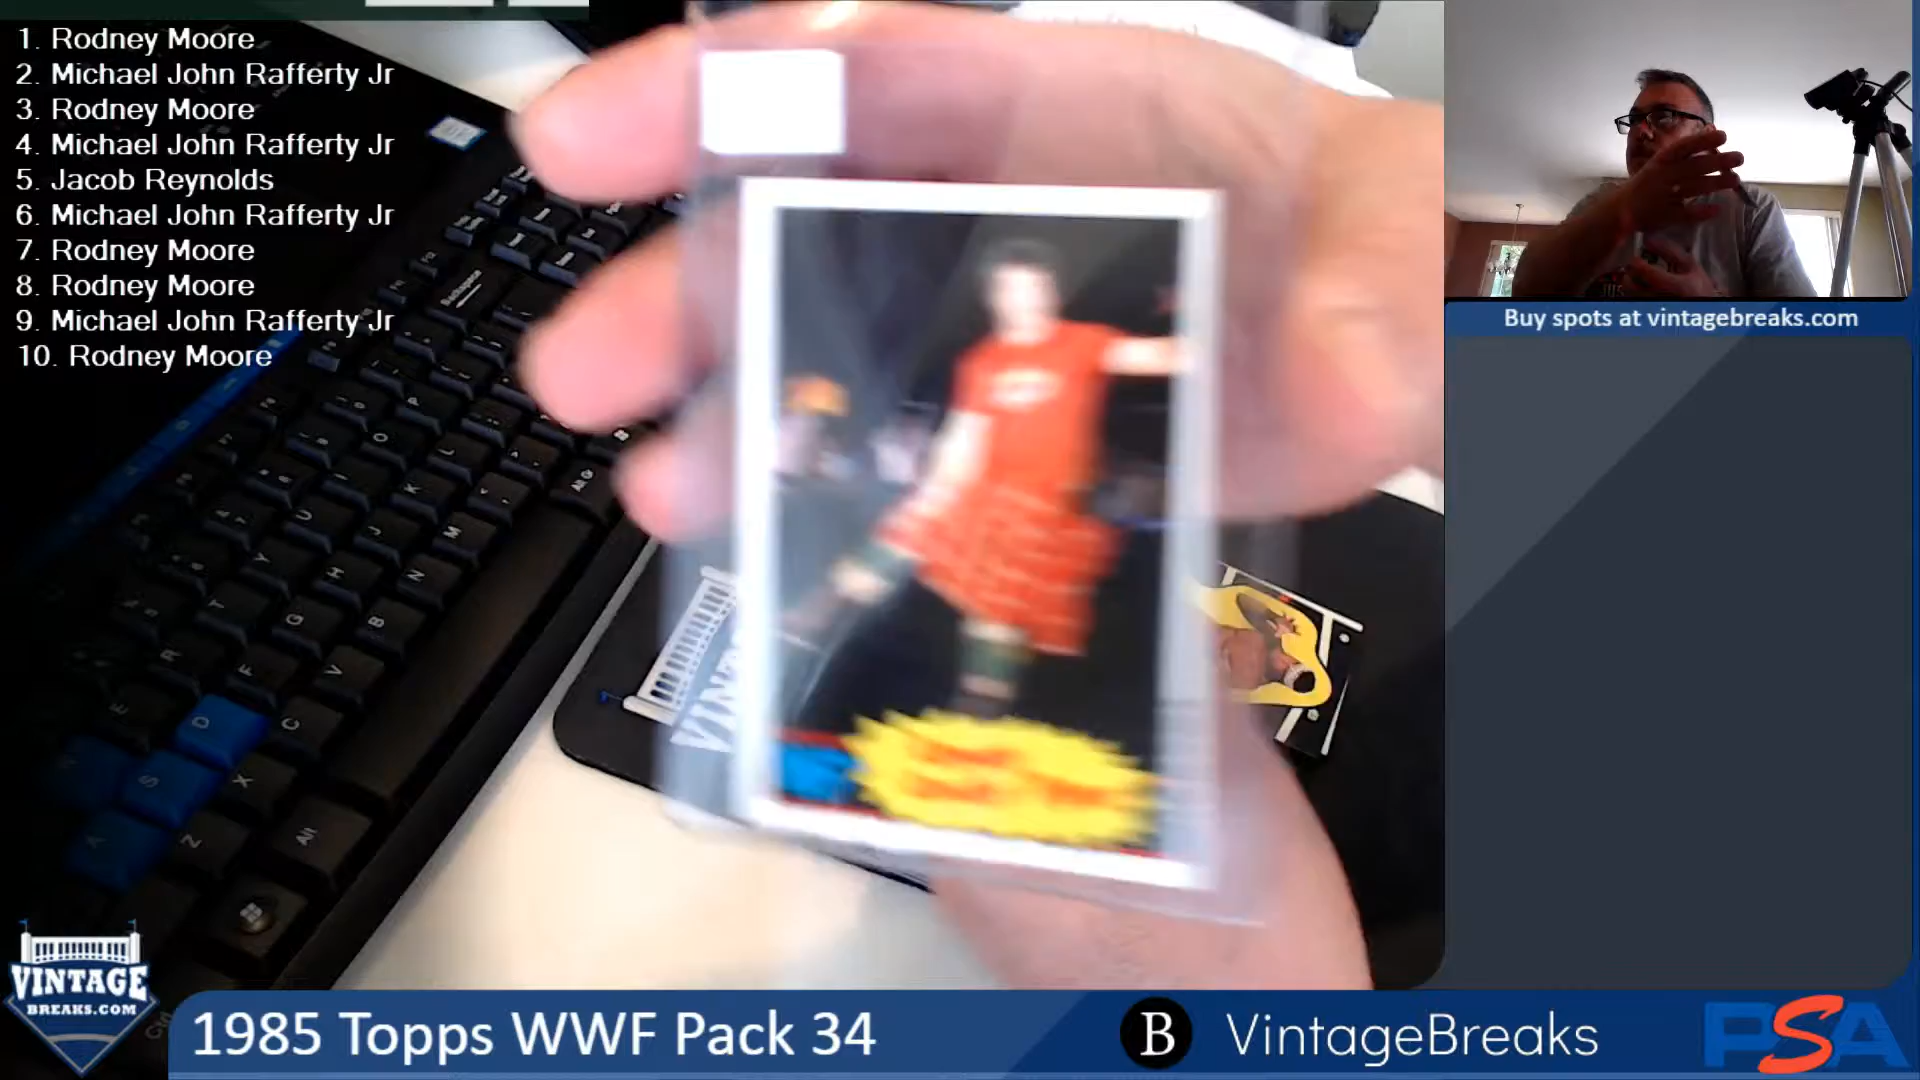 1. Rodney Moore
2. Michael John Rafferty Jr
3. Rodney Moore
4. Michael John Rafferty Jr
5. Jacob Reynolds
6. Michael John Rafferty Jr
7. Rodney Moore
8. Rodney Moore
9. Michael John Rafferty Jr
10. Rodney Moore
Buy spots at vintagebreaks.com
Backspace
Alt
VINTAGE
BREAKS.COM
1985 Topps WWF Pack 34
B VintageBreaks
PSA